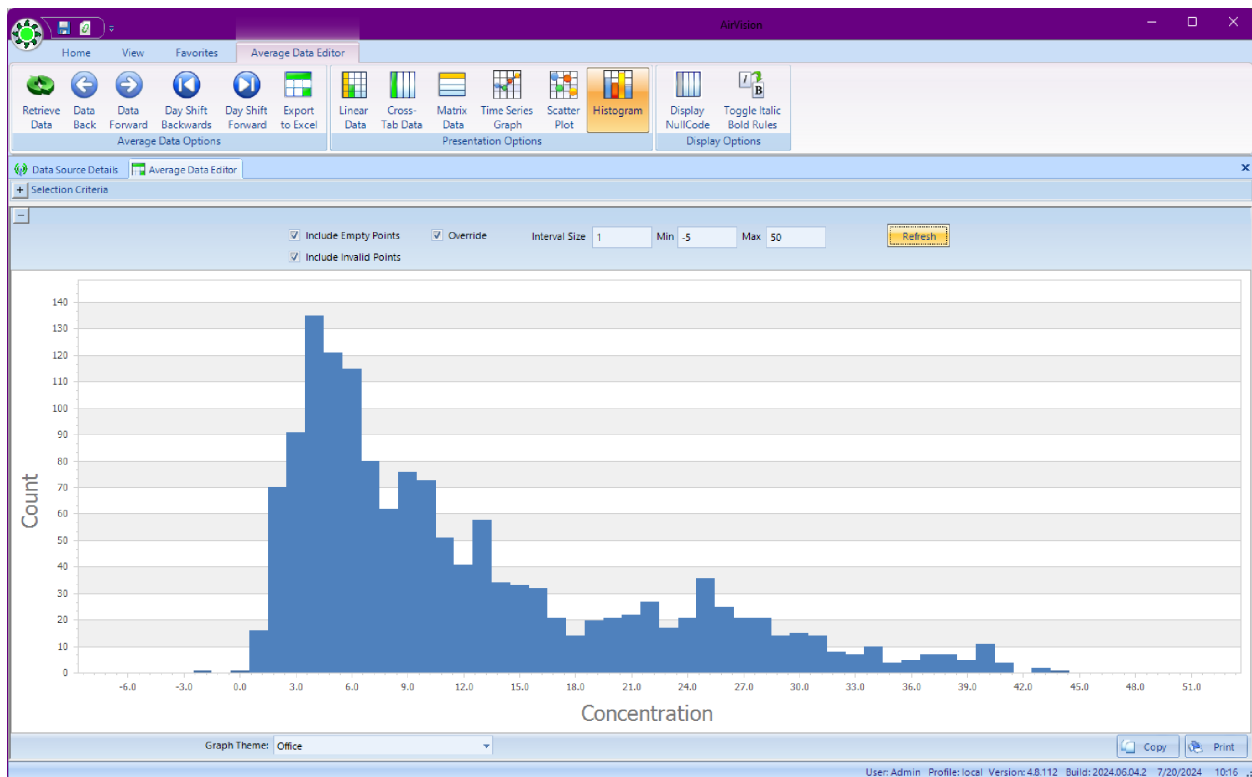 AirVision
Home View Favorites Average Data Editor
Retrieve Data Data Back Data Forward Day Shift Backwards Day Shift Forward Export to Excel Linear Data Cross-Tab Data Matrix Data Time Series Graph Scatter Plot Histogram Display NullCode Toggle Italic Bold Rules
Average Data Options Presentation Options Display Options
Data Source Details Average Data Editor
Selection Criteria
Include Empty Points Override Interval Size 1 Min -5 Max 50 Refresh
Include Invalid Points
140
130
120
110
100
90
80
70
60
50
40
30
20
10
0
Count
-6.0 -3.0 0.0 3.0 6.0 9.0 12.0 15.0 18.0 21.0 24.0 27.0 30.0 33.0 36.0 39.0 42.0 45.0 48.0 51.0
Concentration
Graph Theme: Office Copy Print
User: Admin Profile: local Version: 4.8.112 Build: 2024.06.04.2 7/20/2024 10:16